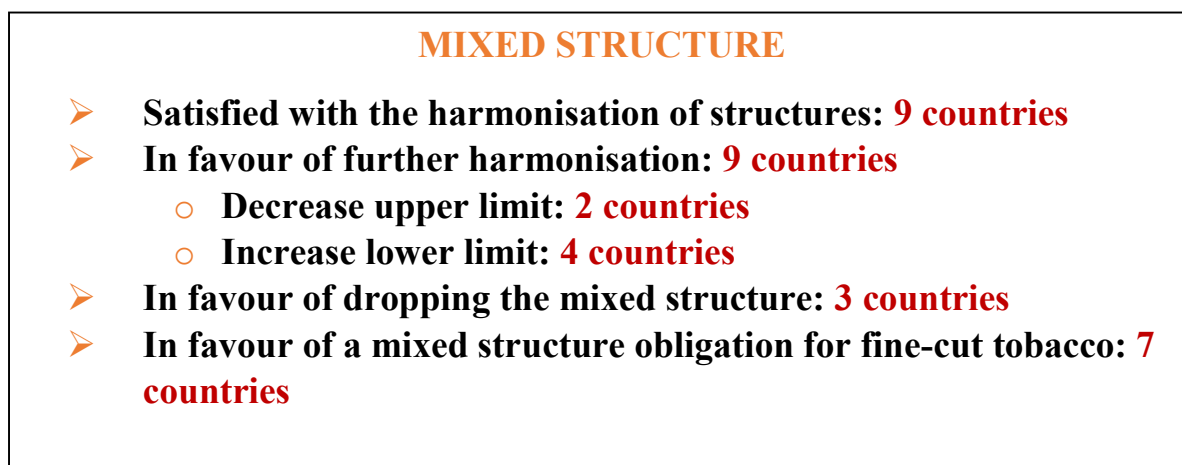 MIXED STRUCTURE
➢ Satisfied with the harmonisation of structures: 9 countries
➢ In favour of further harmonisation: 9 countries
o Decrease upper limit: 2 countries
o Increase lower limit: 4 countries
➢ In favour of dropping the mixed structure: 3 countries
➢ In favour of a mixed structure obligation for fine-cut tobacco: 7
countries